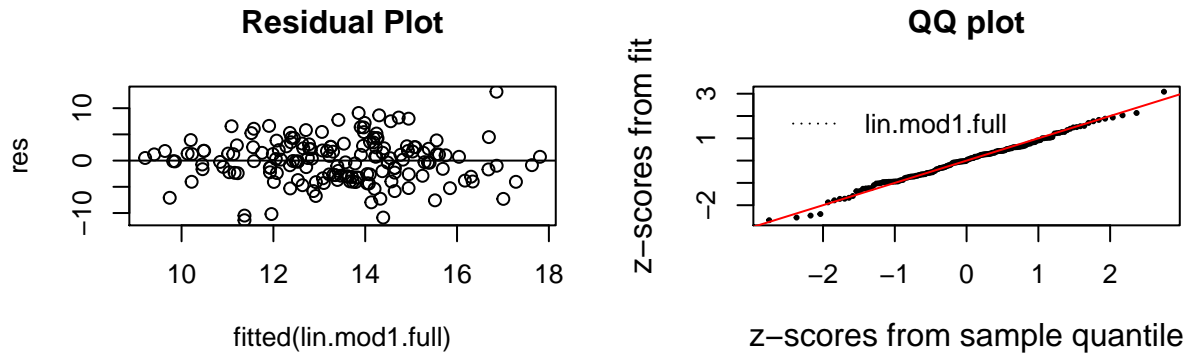 Residual Plot
res
10
0
−10
10
12
14
16
18
fitted(lin.mod1.full)
QQ plot
z−scores from fit
3
1
−2
lin.mod1.full
−2
−1
0
1
2
z−scores from sample quantile